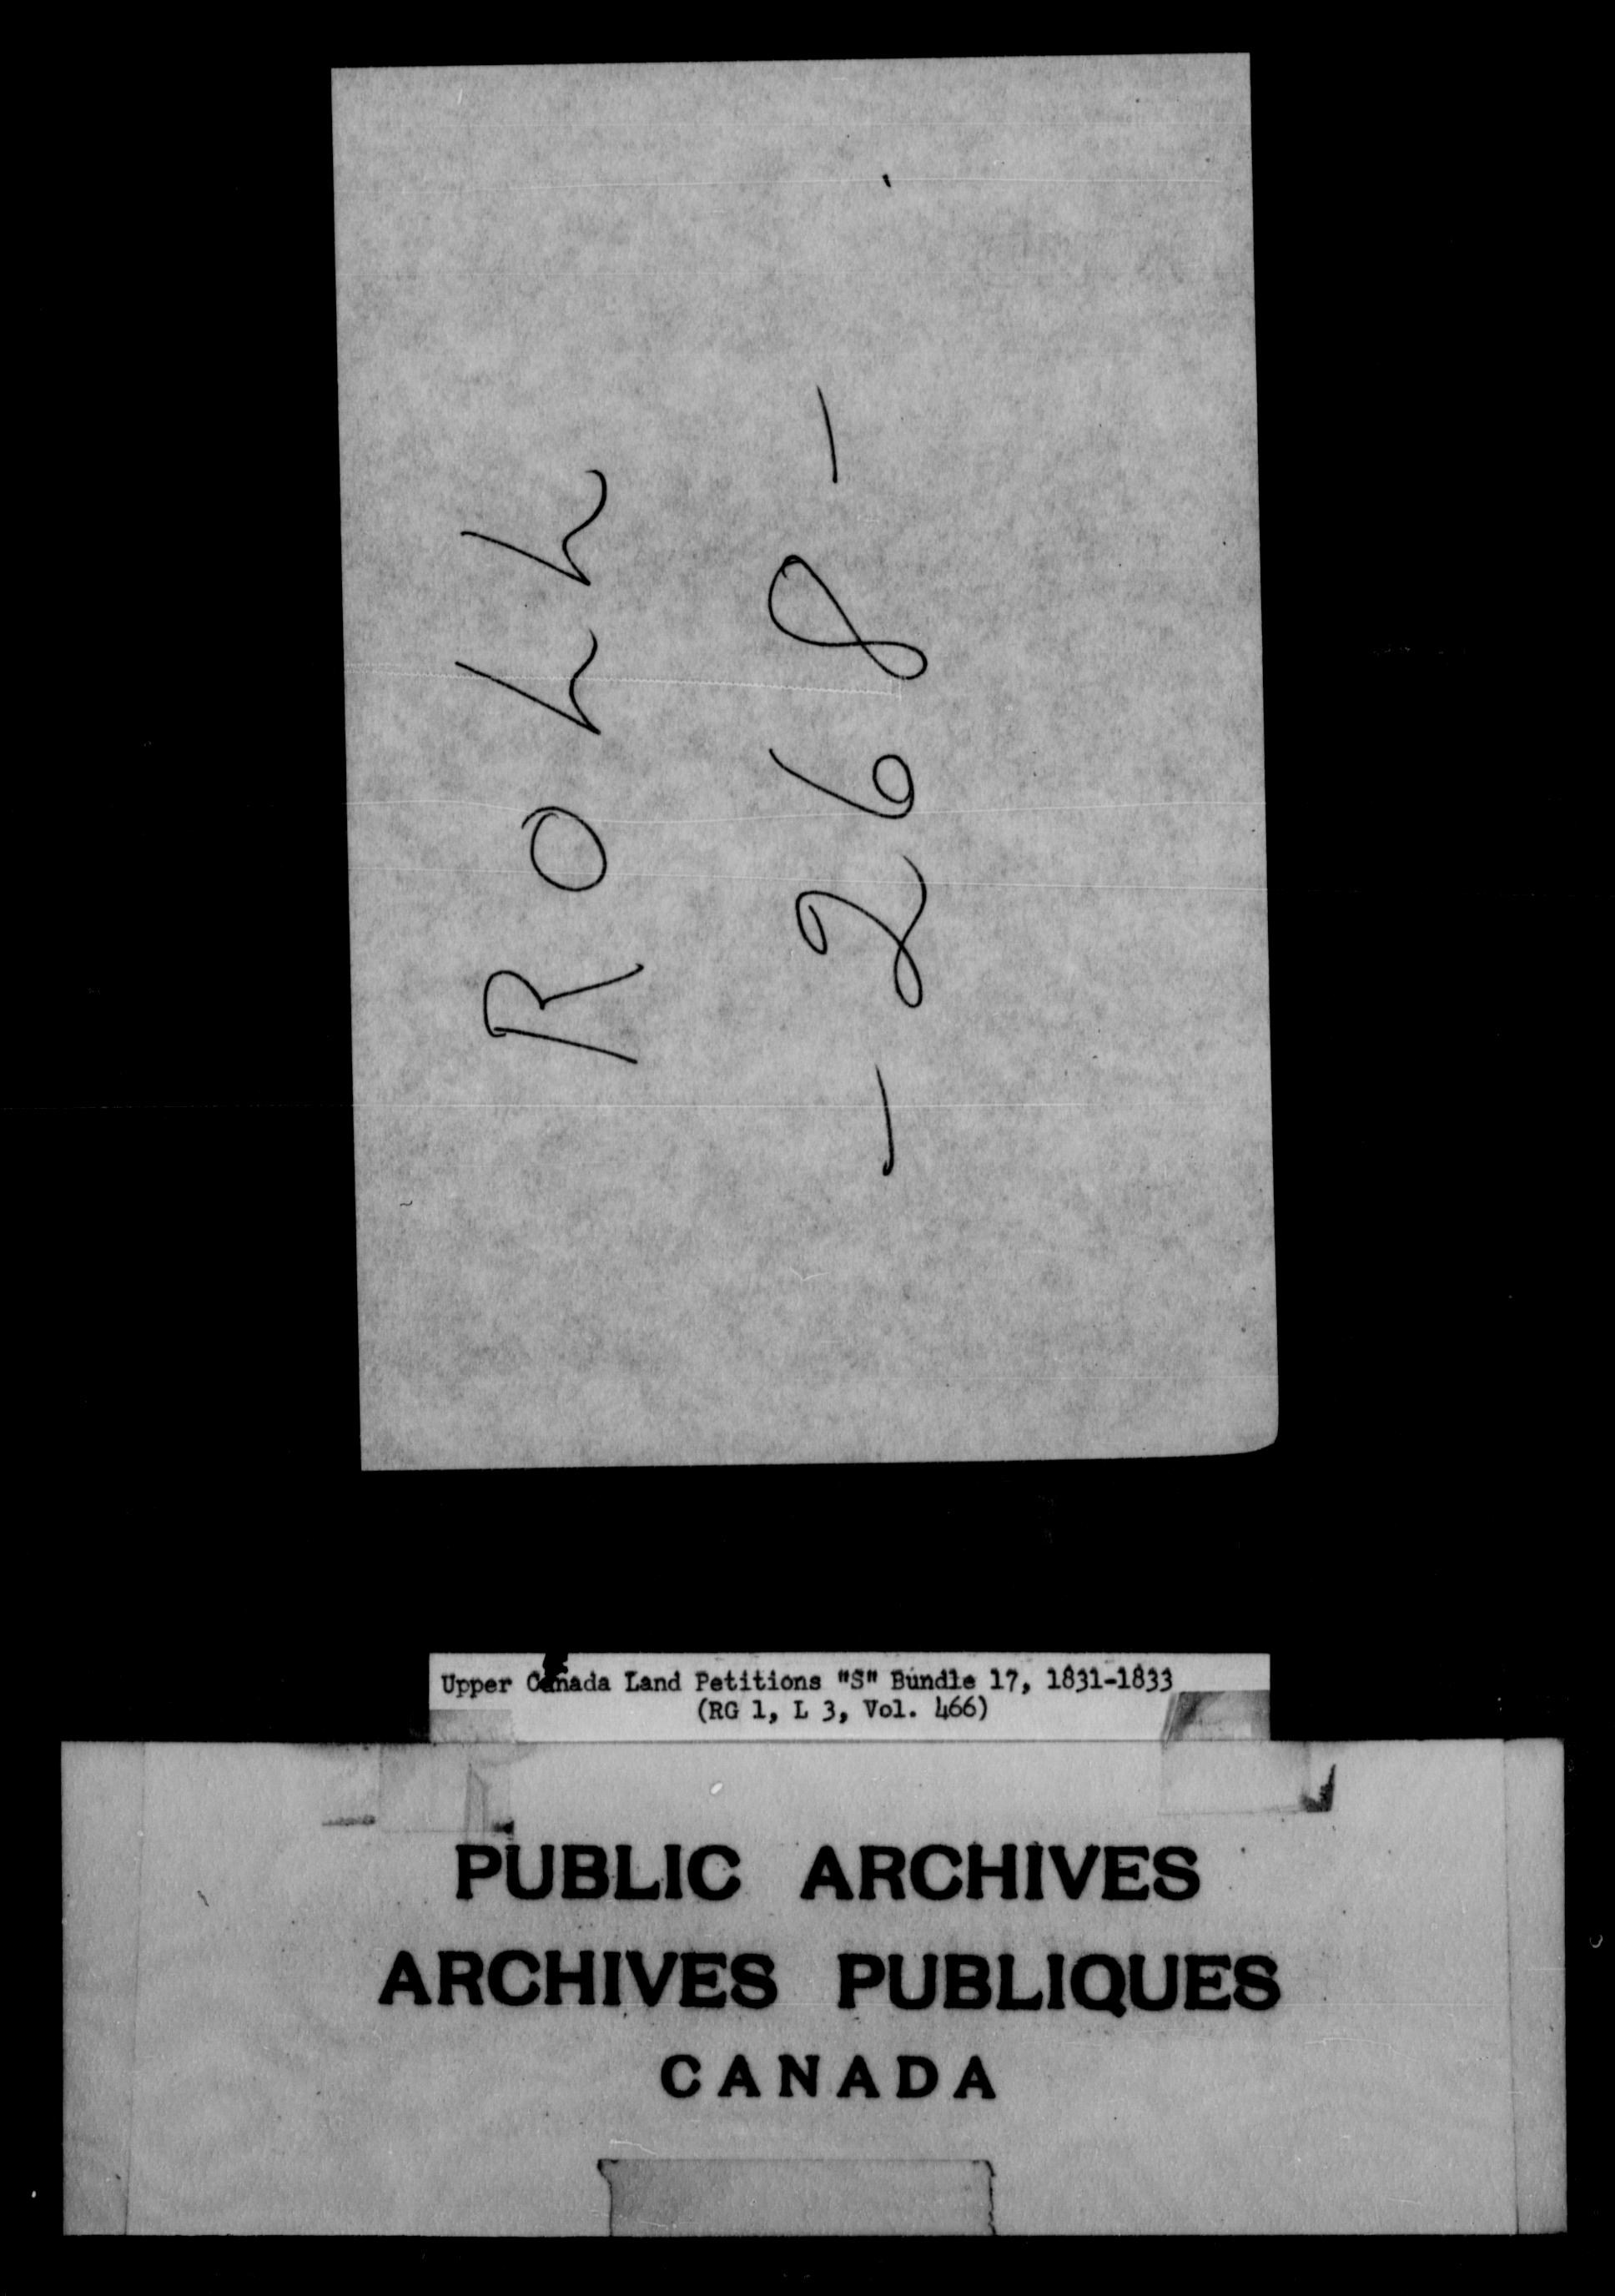 ROLL
- 268 -
Upper Canada Land Petitions "S" Bundle 17, 1831-1833
(RG 1, L 3, Vol. 466)
PUBLIC ARCHIVES
ARCHIVES PUBLIQUES
CANADA